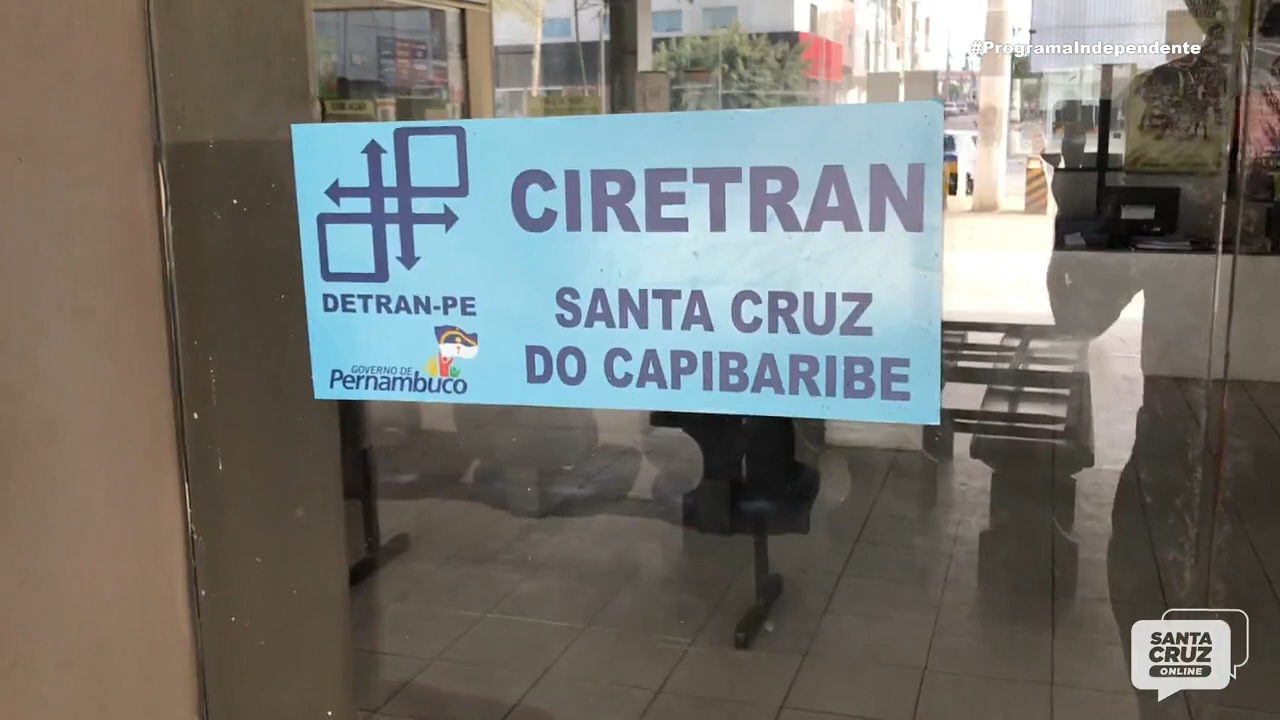 #ProgramaIndependente
CIRETRAN
DETRAN-PE
SANTA CRUZ
DO CAPIBARIBE
GOVERNO DE
Pernambuco
SANTA
CRUZ
ONLINE